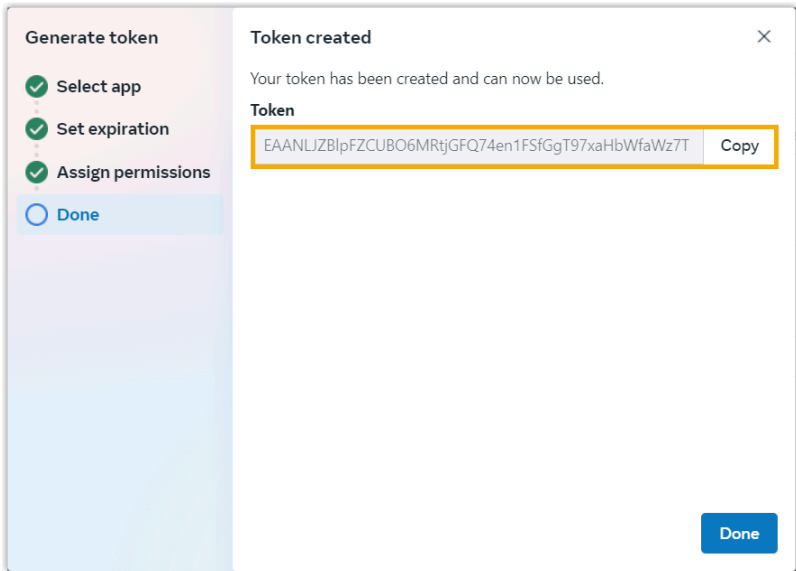 Generate token
Select app
Set expiration
Assign permissions
Done
Token created
Your token has been created and can now be used.
Token
EAANLJZBlpFZCUBO6MRtjGFQ74en1FSfGgT97xaHbWfaWz7T Copy
Done